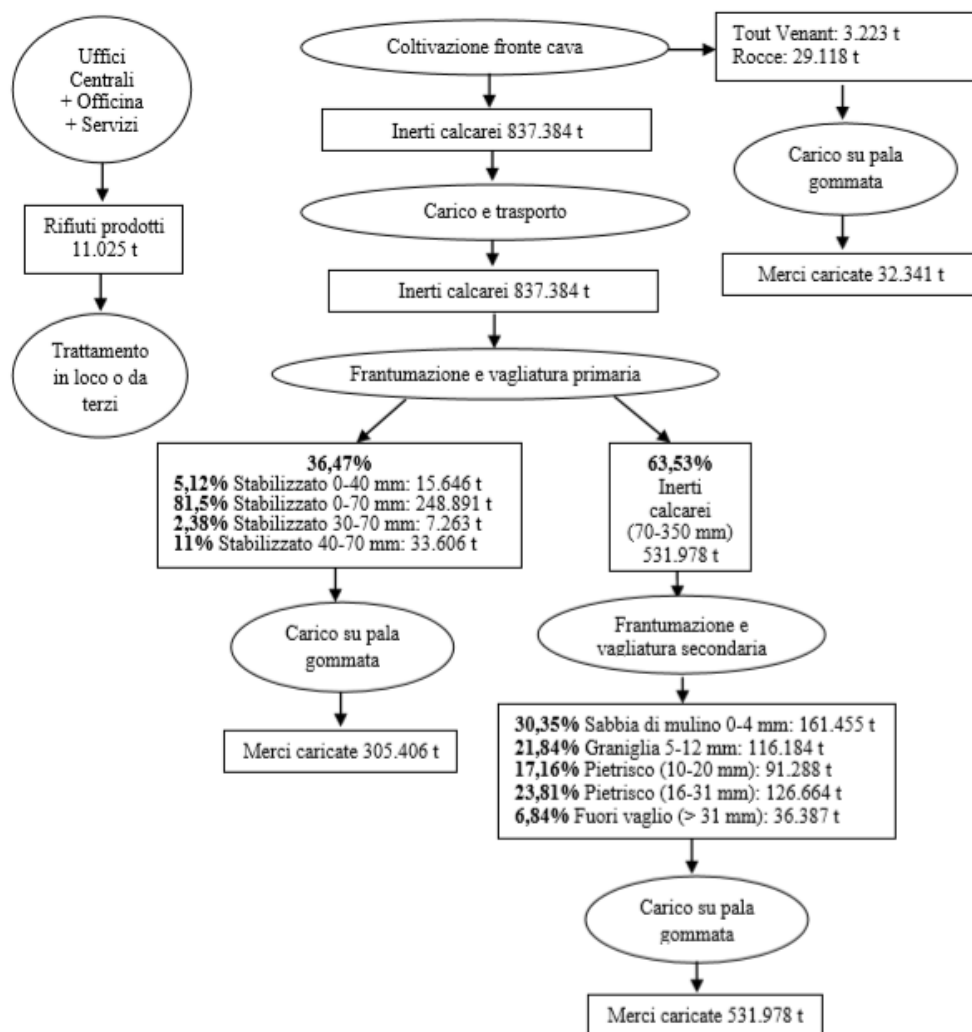 Uffici
Centrali
+ Officina
+ Servizi
Rifiuti prodotti
11.025 t
Trattamento
in loco o da
terzi
Coltivazione fronte cava
Tout Venant: 3.223 t
Rocce: 29.118 t
Inerti calcarei 837.384 t
Carico su pala
gommata
Carico e trasporto
Merci caricate 32.341 t
Inerti calcarei 837.384 t
Frantumazione e vagliatura primaria
36,47%
5,12% Stabilizzato 0-40 mm: 15.646 t
81,5% Stabilizzato 0-70 mm: 248.891 t
2,38% Stabilizzato 30-70 mm: 7.263 t
11% Stabilizzato 40-70 mm: 33.606 t
63,53%
Inerti
calcarei
(70-350 mm)
531.978 t
Carico su pala
gommata
Merci caricate 305.406 t
Frantumazione e
vagliatura secondaria
30,35% Sabbia di mulino 0-4 mm: 161.455 t
21,84% Graniglia 5-12 mm: 116.184 t
17,16% Pietrisco (10-20 mm): 91.288 t
23,81% Pietrisco (16-31 mm): 126.664 t
6,84% Fuori vaglio (> 31 mm): 36.387 t
Carico su pala
gommata
Merci caricate 531.978 t